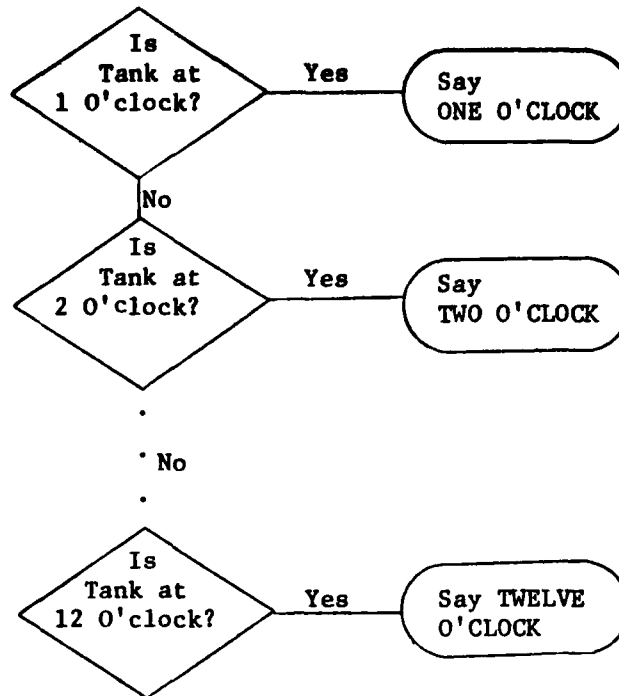 Is
Tank at
1 O'clock?
Yes
Say
ONE O'CLOCK
No
Is
Tank at
2 O'clock?
Yes
Say
TWO O'CLOCK
No
Is
Tank at
12 O'clock?
Yes
Say TWELVE
O'CLOCK